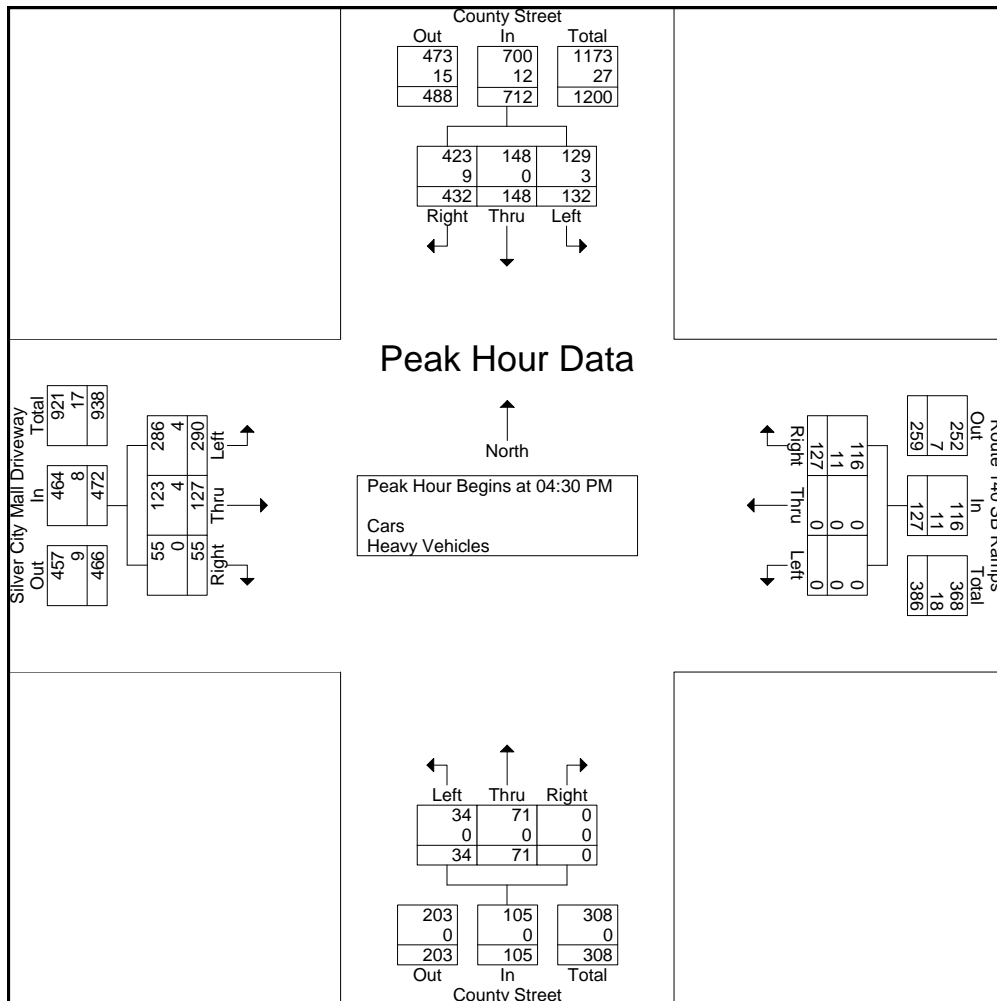 County Street
Out In Total
473 700 1173
15 12 27
488 712 1200
423 148 129
9 0 3
432 148 132
Right Thru Left
Peak Hour Data
North
Peak Hour Begins at 04:30 PM
Cars
Heavy Vehicles
Silver City Mall Driveway
Out In Total
457 464 921
9 8 17
466 472 938
286 123 55
4 4 0
290 127 55
Left Thru Right
Route 140 SB Ramps
Out In Total
252 116 368
7 11 18
259 127 386
116 0 0
11 0 0
127 0 0
Right Thru Left
Left Thru Right
34 71 0
0 0 0
34 71 0
203 105 308
0 0 0
203 105 308
Out In Total
County Street